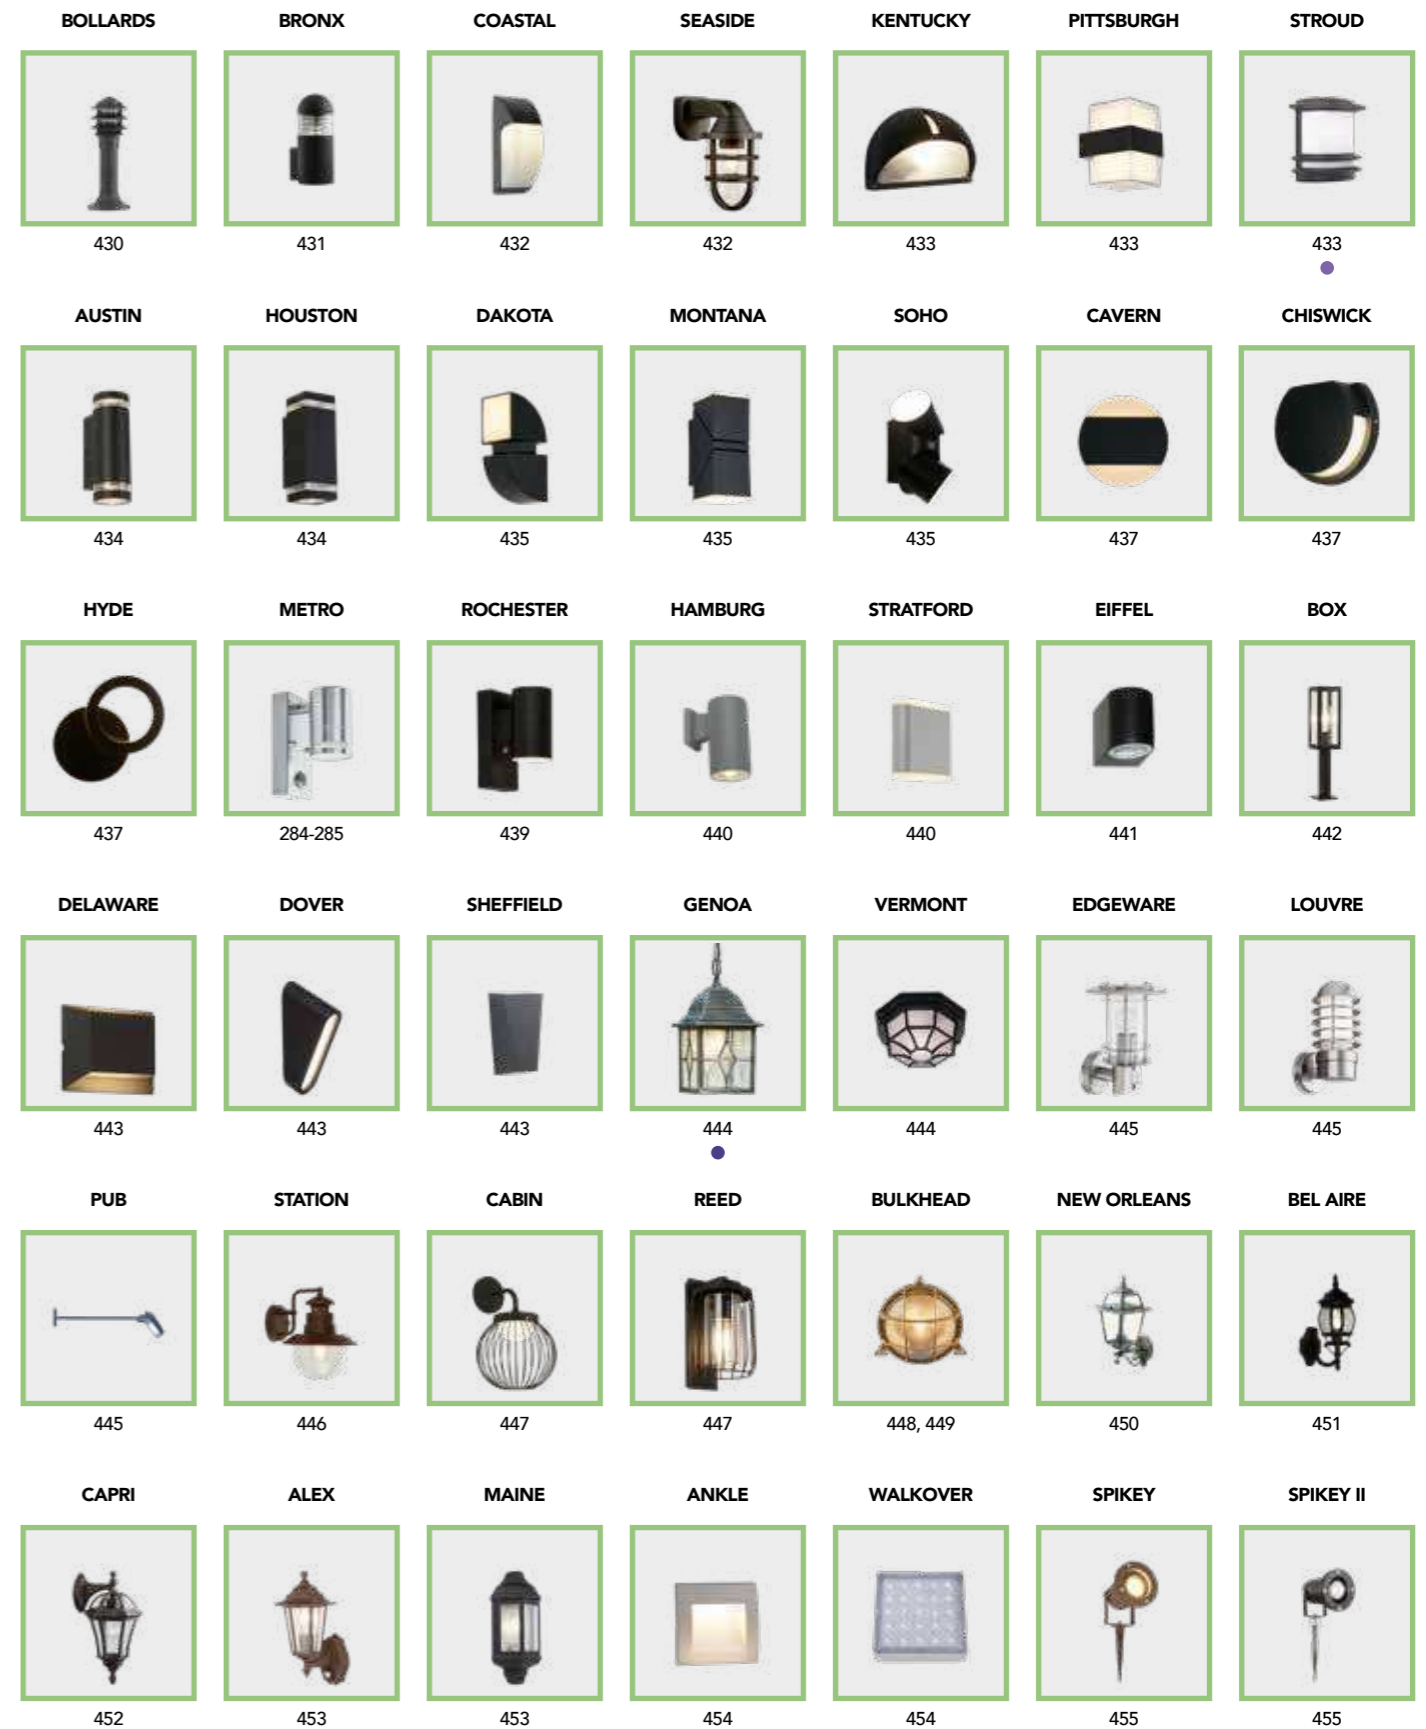 BOLLARDS BRONX COASTAL SEASIDE KENTUCKY PITTSBURGH STROUD
430 431 432 432 433 433 433
AUSTIN HOUSTON DAKOTA MONTANA SOHO CAVERN CHISWICK
434 434 435 435 435 437 437
HYDE METRO ROCHESTER HAMBURG STRATFORD EIFFEL BOX
437 284-285 439 440 440 441 442
DELAWARE DOVER SHEFFIELD GENOA VERMONT EDGEWARE LOUVRE
443 443 443 444 444 445 445
PUB STATION CABIN REED BULKHEAD NEW ORLEANS BEL AIRE
445 446 447 447 448, 449 450 451
CAPRI ALEX MAINE ANKLE WALKOVER SPIKEY SPIKEY II
452 453 453 454 454 455 455